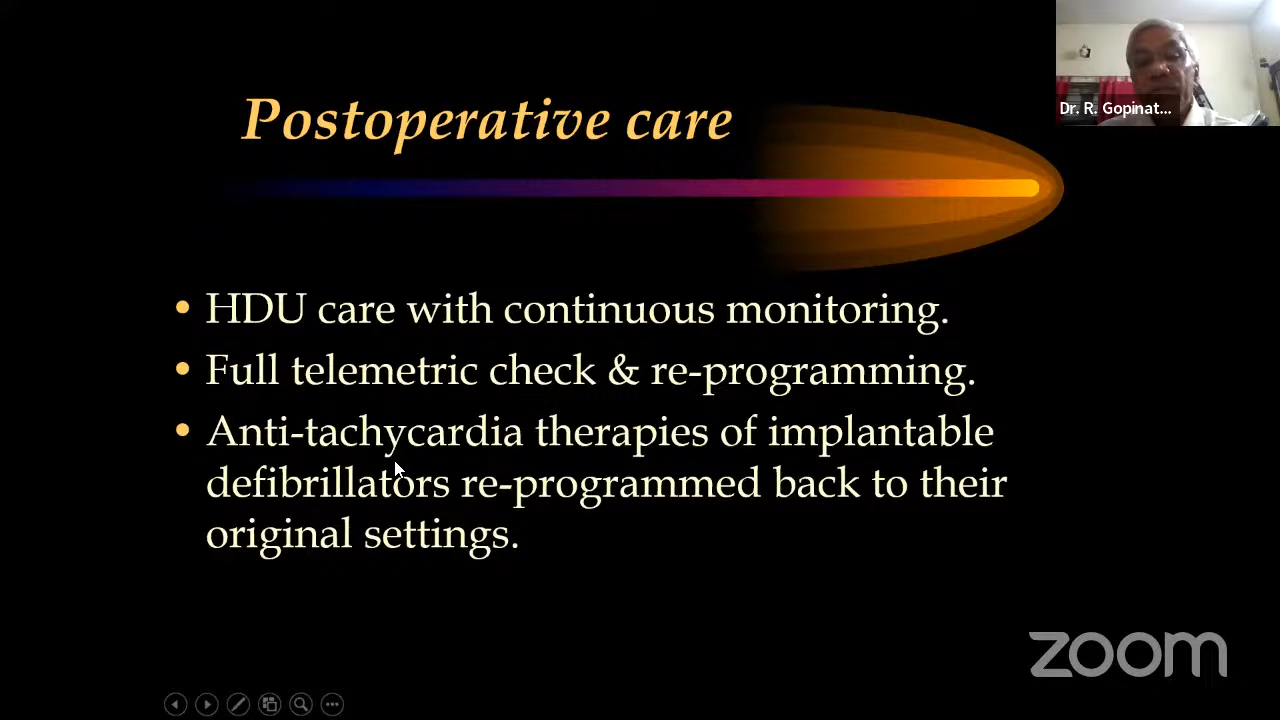 Postoperative care
Dr. R. Gopinat...
• HDU care with continuous monitoring.
• Full telemetric check & re-programming.
• Anti-tachycardia therapies of implantable
defibrillators re-programmed back to their
original settings.
zoom